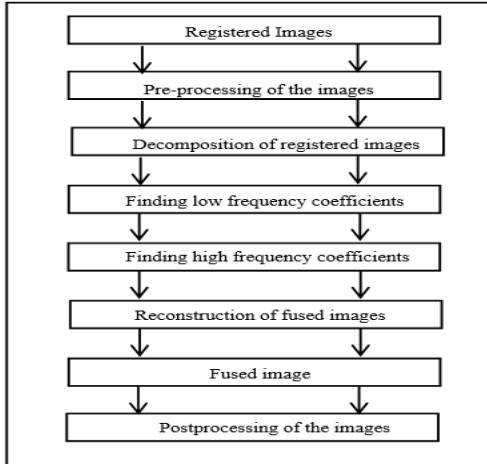 Registered Images
Pre-processing of the images
Decomposition of registered images
Finding low frequency coefficients
Finding high frequency coefficients
Reconstruction of fused images
Fused image
Postprocessing of the images